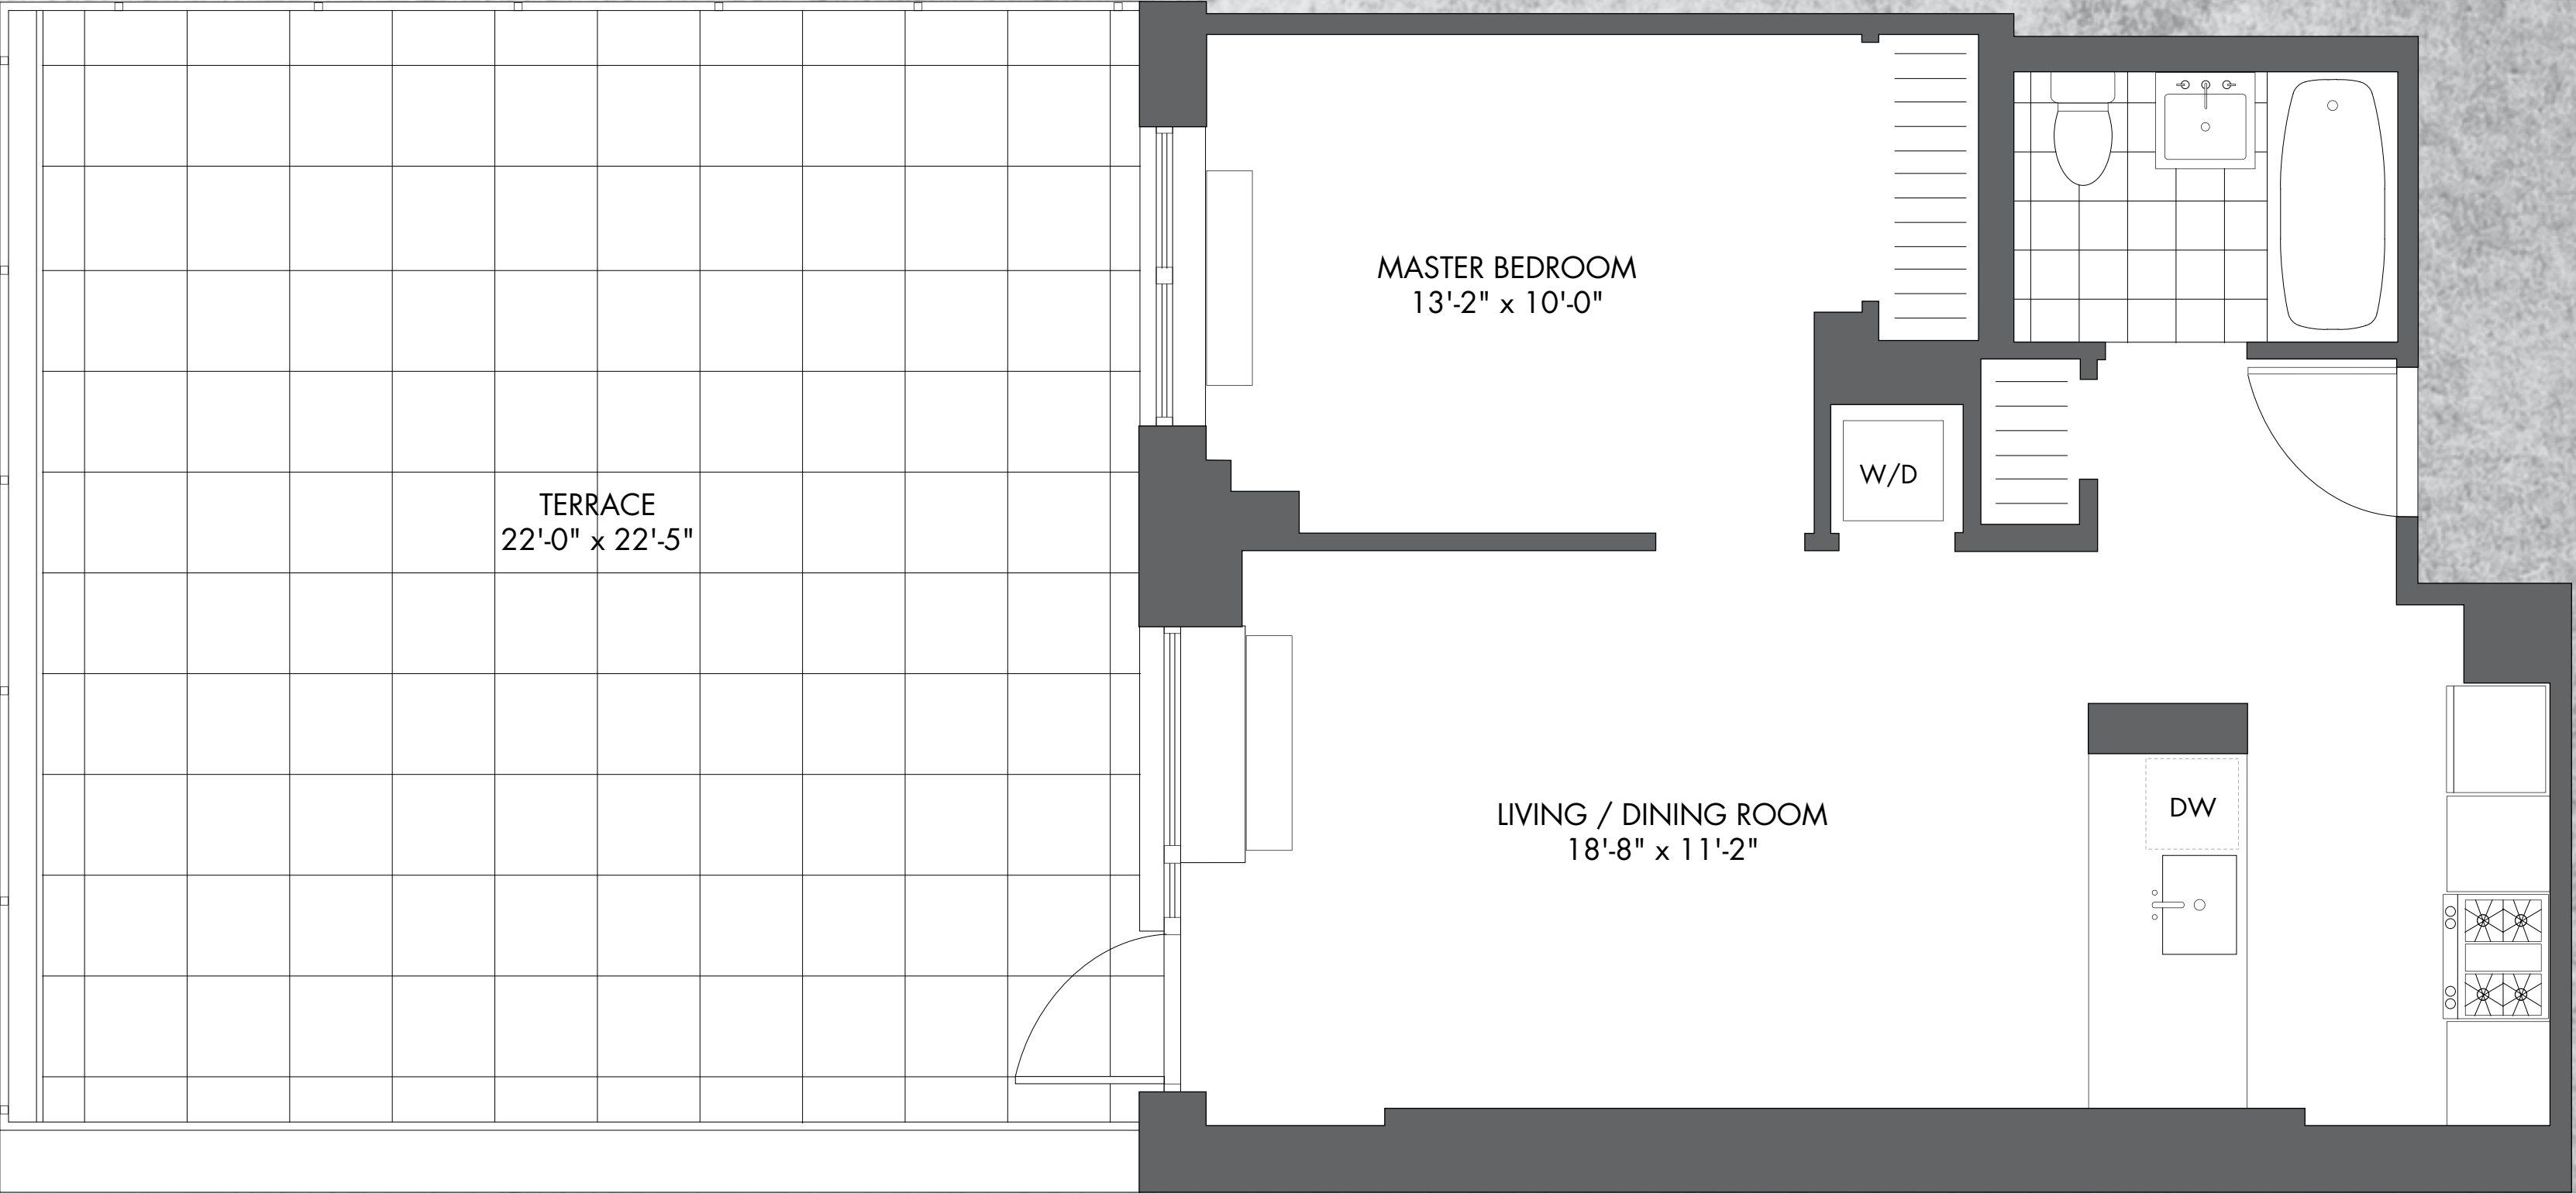 MASTER BEDROOM
13'-2" x 10'-0"
W/D
TERRACE
22'-0" x 22'-5"
LIVING / DINING ROOM
18'-8" x 11'-2"
DW